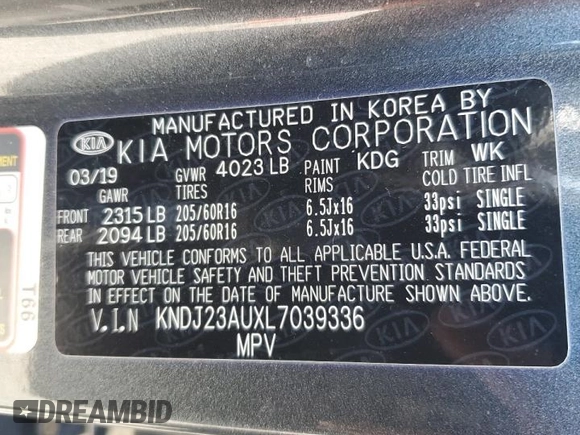 MANUFACTURED IN KOREA BY
KIA KIA MOTORS CORPORATION
03/19 GVWR 4023 LB PAINT KDG TRIM WK
GAWR TIRES RIMS COLD TIRE INFL
FRONT 2315 LB 205/60R16 6.5Jx16 33psi SINGLE
REAR 2094 LB 205/60R16 6.5Jx16 33psi SINGLE
THIS VEHICLE CONFORMS TO ALL APPLICABLE U.S.A. FEDERAL
MOTOR VEHICLE SAFETY AND THEFT PREVENTION STANDARDS
IN EFFECT ON THE DATE OF MANUFACTURE SHOWN ABOVE.
V.I.N KNDJ23AUXL7039336
MPV
T66
DREAMBID